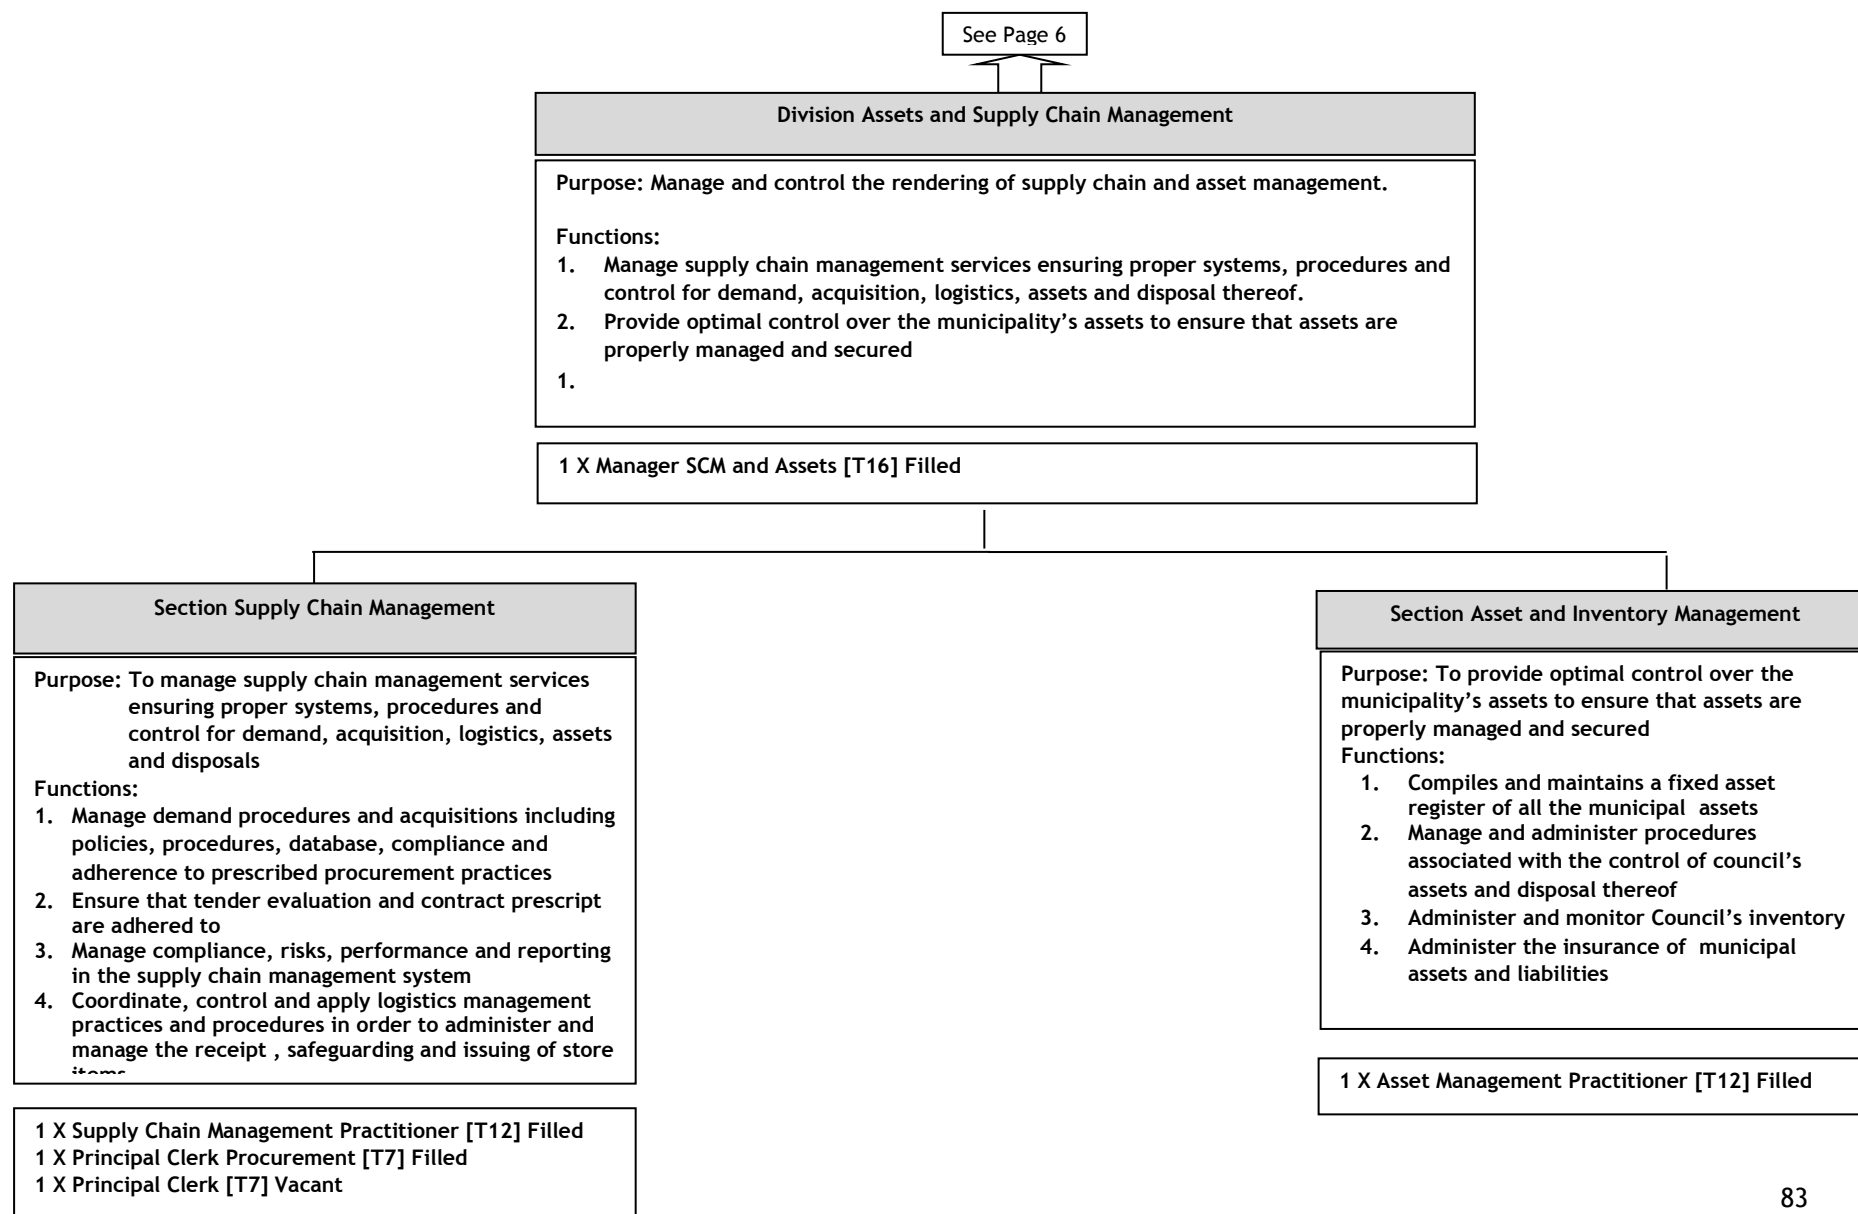 See Page 6
Division Assets and Supply Chain Management
Purpose: Manage and control the rendering of supply chain and asset management.
Functions:
1. Manage supply chain management services ensuring proper systems, procedures and
control for demand, acquisition, logistics, assets and disposal thereof.
2. Provide optimal control over the municipality’s assets to ensure that assets are
properly managed and secured
1.
1 X Manager SCM and Assets [T16] Filled
Section Supply Chain Management
Purpose: To manage supply chain management services
ensuring proper systems, procedures and
control for demand, acquisition, logistics, assets
and disposals
Functions:
1. Manage demand procedures and acquisitions including
policies, procedures, database, compliance and
adherence to prescribed procurement practices
2. Ensure that tender evaluation and contract prescript
are adhered to
3. Manage compliance, risks, performance and reporting
in the supply chain management system
4. Coordinate, control and apply logistics management
practices and procedures in order to administer and
manage the receipt , safeguarding and issuing of store
items
1 X Supply Chain Management Practitioner [T12] Filled
1 X Principal Clerk Procurement [T7] Filled
1 X Principal Clerk [T7] Vacant
Section Asset and Inventory Management
Purpose: To provide optimal control over the
municipality’s assets to ensure that assets are
properly managed and secured
Functions:
1. Compiles and maintains a fixed asset
register of all the municipal assets
2. Manage and administer procedures
associated with the control of council’s
assets and disposal thereof
3. Administer and monitor Council’s inventory
4. Administer the insurance of municipal
assets and liabilities
1 X Asset Management Practitioner [T12] Filled
83